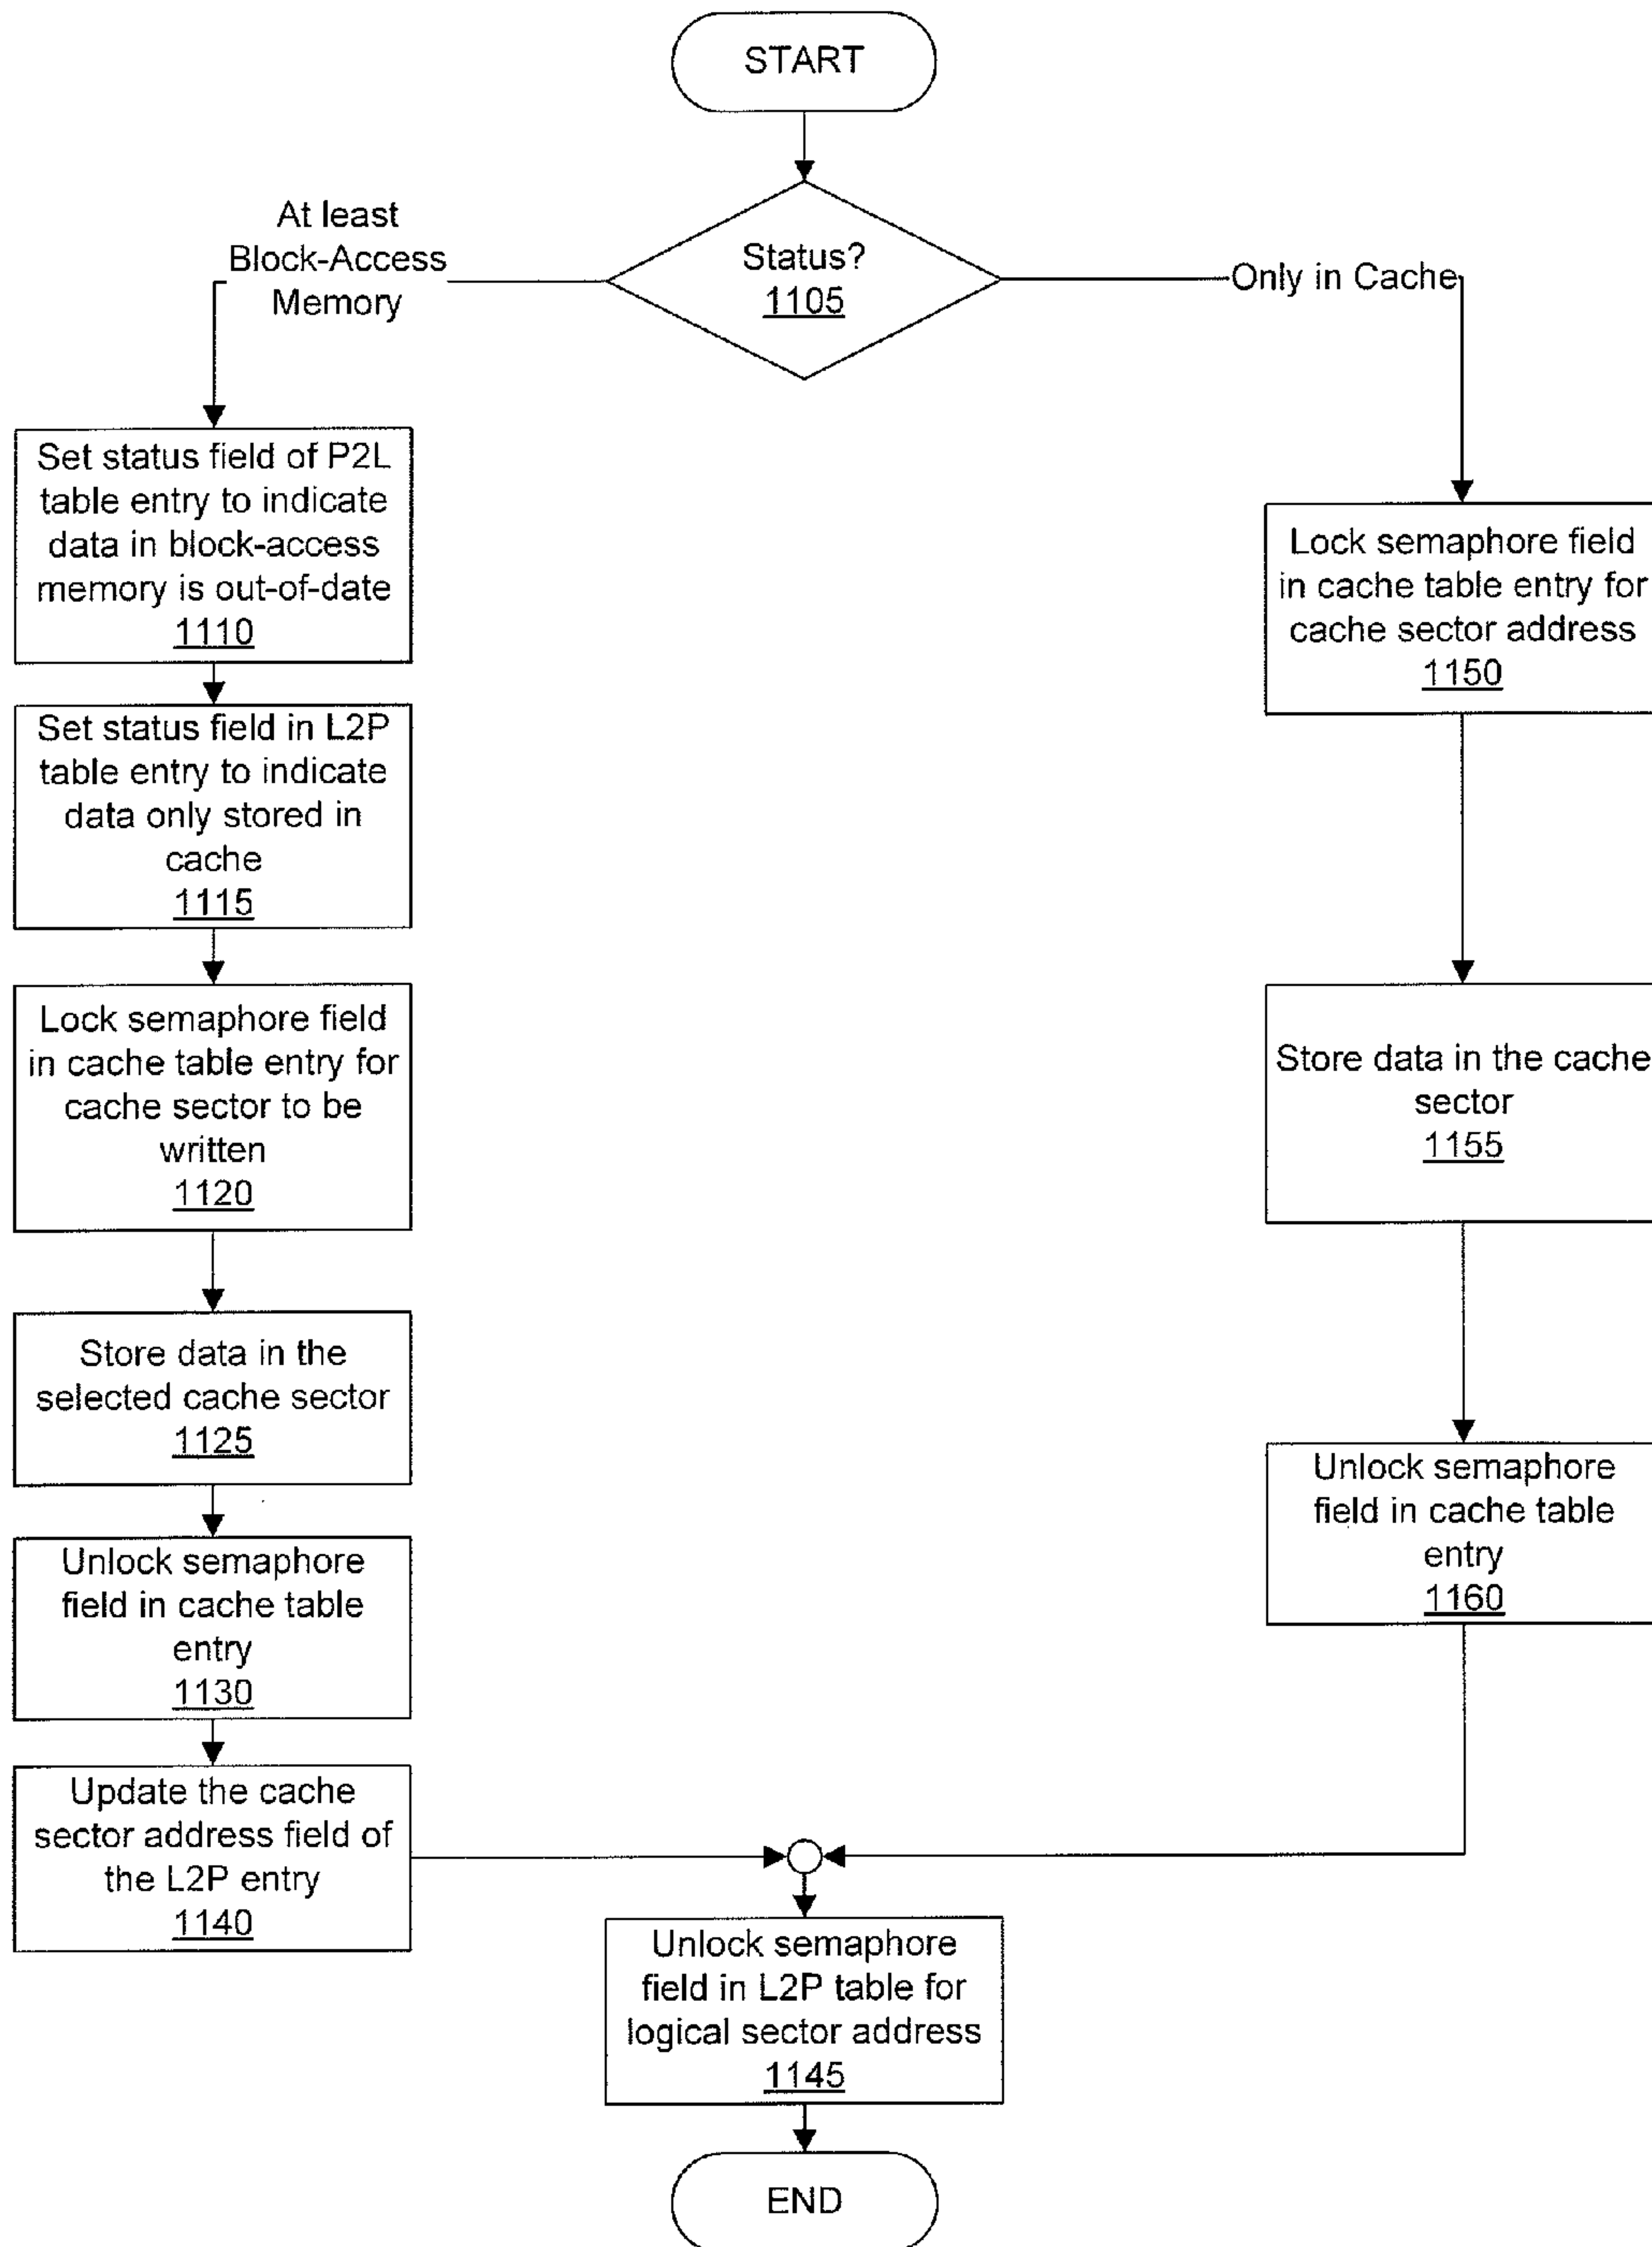 START
Status?
1105
At least
Block-Access
Memory
Only in Cache
Set status field of P2L
table entry to indicate
data in block-access
memory is out-of-date
1110
Set status field in L2P
table entry to indicate
data only stored in
cache
1115
Lock semaphore field
in cache table entry for
cache sector to be
written
1120
Store data in the
selected cache sector
1125
Unlock semaphore
field in cache table
entry
1130
Update the cache
sector address field of
the L2P entry
1140
Lock semaphore field
in cache table entry for
cache sector address
1150
Store data in the cache
sector
1155
Unlock semaphore
field in cache table
entry
1160
Unlock semaphore
field in L2P table for
logical sector address
1145
END